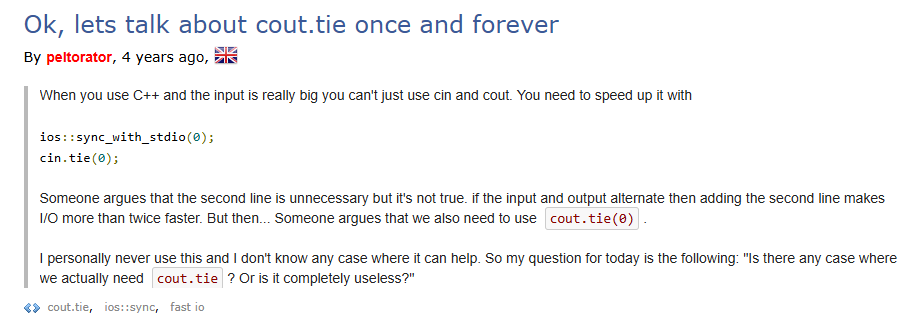 Ok, lets talk about cout.tie once and forever
By peltorator, 4 years ago,
When you use C++ and the input is really big you can't just use cin and cout. You need to speed up it with
ios::sync_with_stdio(0);
cin.tie(0);
Someone argues that the second line is unnecessary but it's not true. if the input and output alternate then adding the second line makes
I/O more than twice faster. But then... Someone argues that we also need to use cout.tie(0) .
I personally never use this and I don't know any case where it can help. So my question for today is the following: "Is there any case where
we actually need cout.tie ? Or is it completely useless?"
cout.tie, ios::sync, fast io